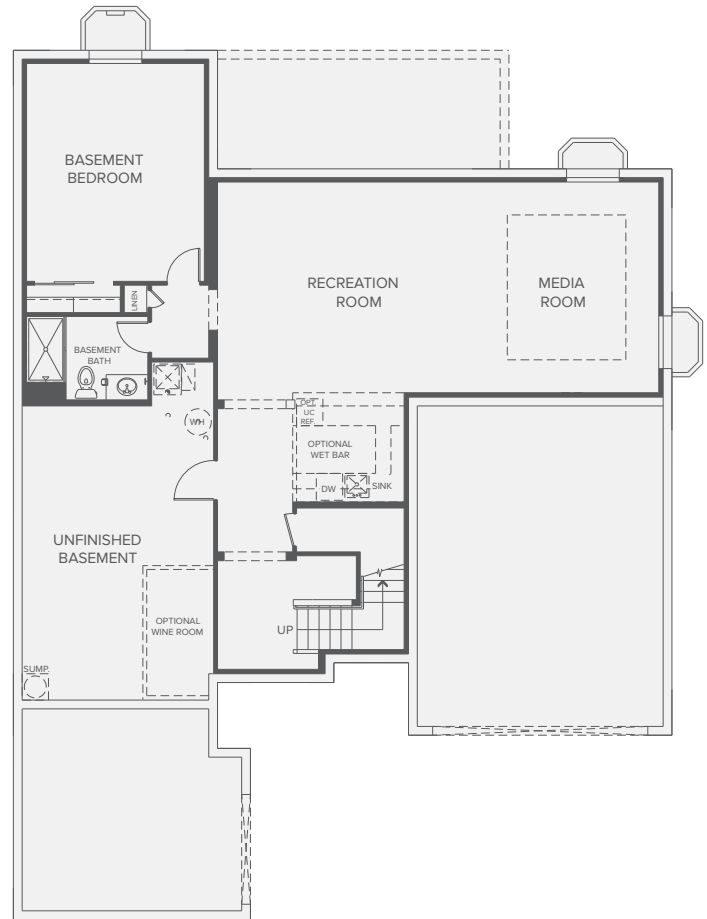 BASEMENT
BEDROOM
RECREATION
ROOM
MEDIA
ROOM
LINEN
BASEMENT
BATH
OPT.
UC
REF.
WH
OPTIONAL
WET BAR
DW
SINK
UNFINISHED
BASEMENT
OPTIONAL
WINE ROOM
UP
SUMP.